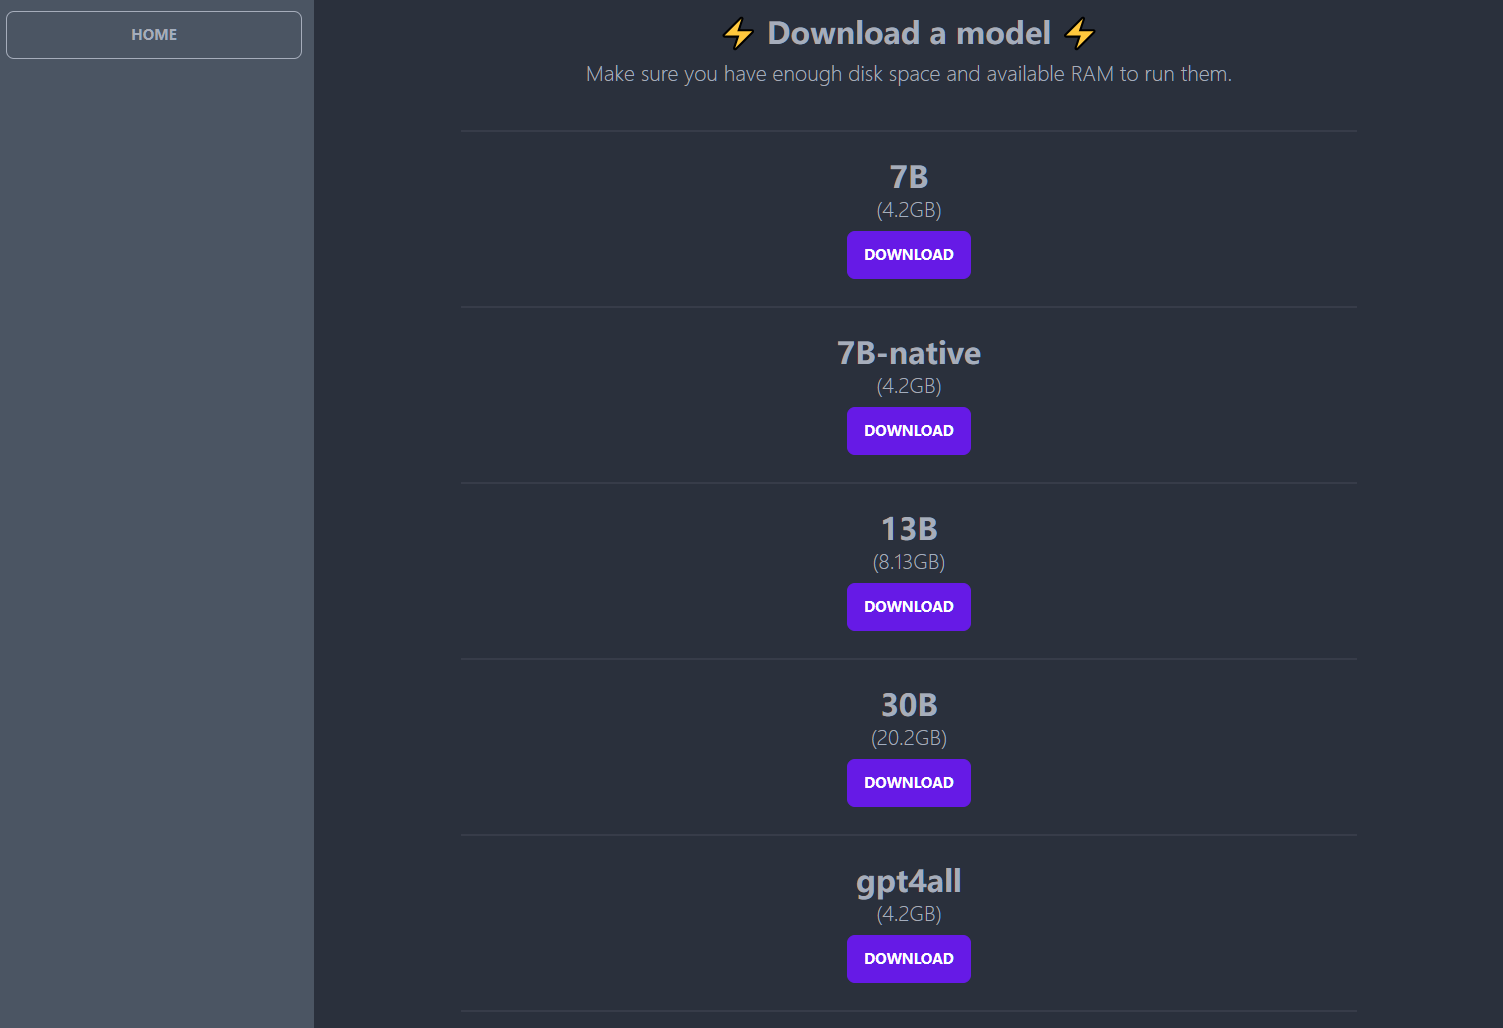 HOME
⚡ Download a model ⚡
Make sure you have enough disk space and available RAM to run them.
7B
(4.2GB)
DOWNLOAD
7B-native
(4.2GB)
DOWNLOAD
13B
(8.13GB)
DOWNLOAD
30B
(20.2GB)
DOWNLOAD
gpt4all
(4.2GB)
DOWNLOAD